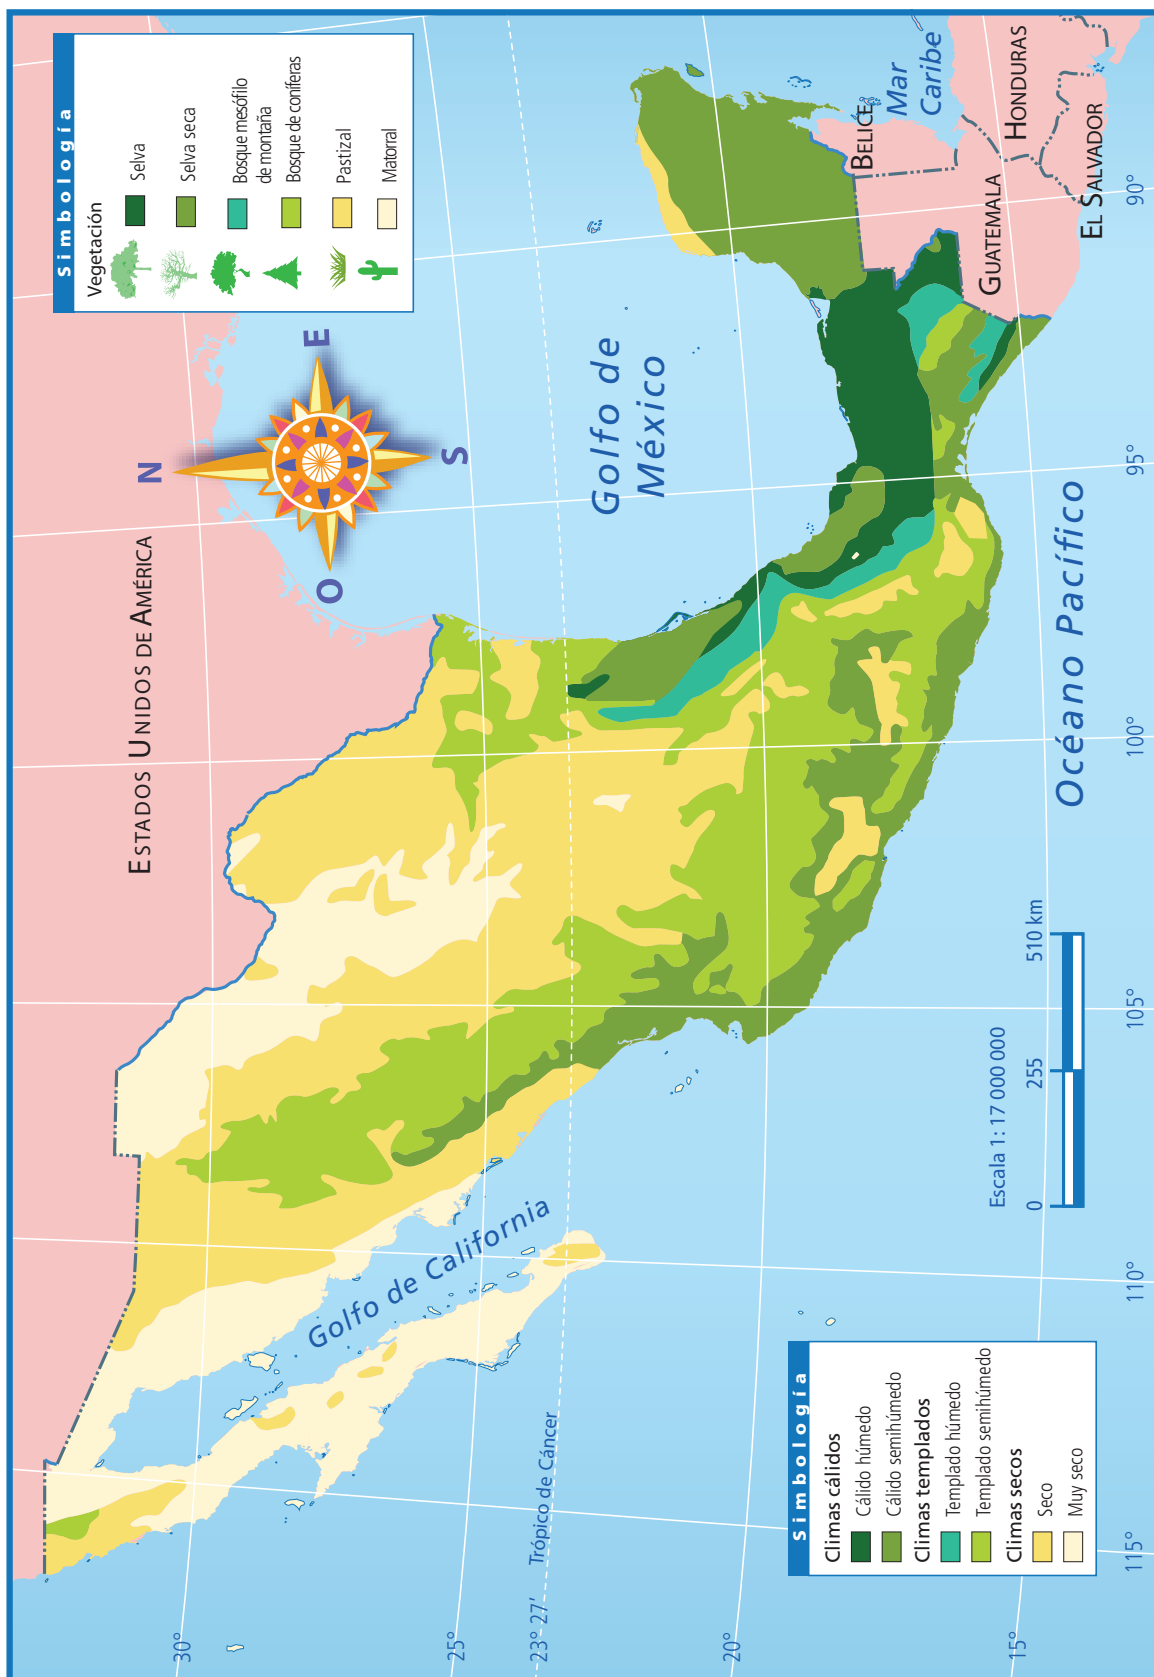 Simbología
Vegetación
Selva
Selva seca
Bosque mesófilo
de montaña
Bosque de coníferas
Pastizal
Matorral
N
E
S
O
ESTADOS UNIDOS DE AMÉRICA
Golfo de
México
Golfo de California
Océano Pacífico
Mar
Caribe
BELICE
GUATEMALA
HONDURAS
EL SALVADOR
Trópico de Cáncer
30°
25°
23° 27'
20°
15°
115°
110°
105°
100°
95°
90°
Escala 1: 17 000 000
0
255
510 km
Simbología
Climas cálidos
Cálido húmedo
Cálido semihúmedo
Climas templados
Templado húmedo
Templado semihúmedo
Climas secos
Seco
Muy seco